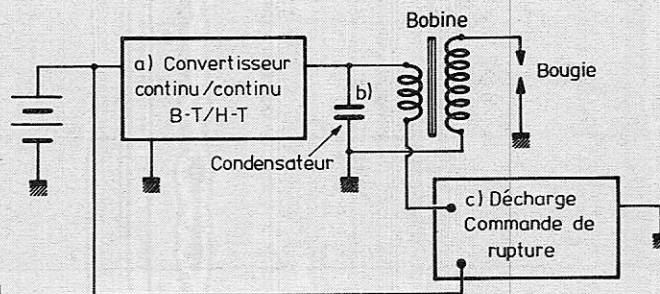 Bobine
a) Convertisseur
continu/continu
B-T/H-T
b)
Bougie
Condensateur
c) Décharge
Commande de
rupture